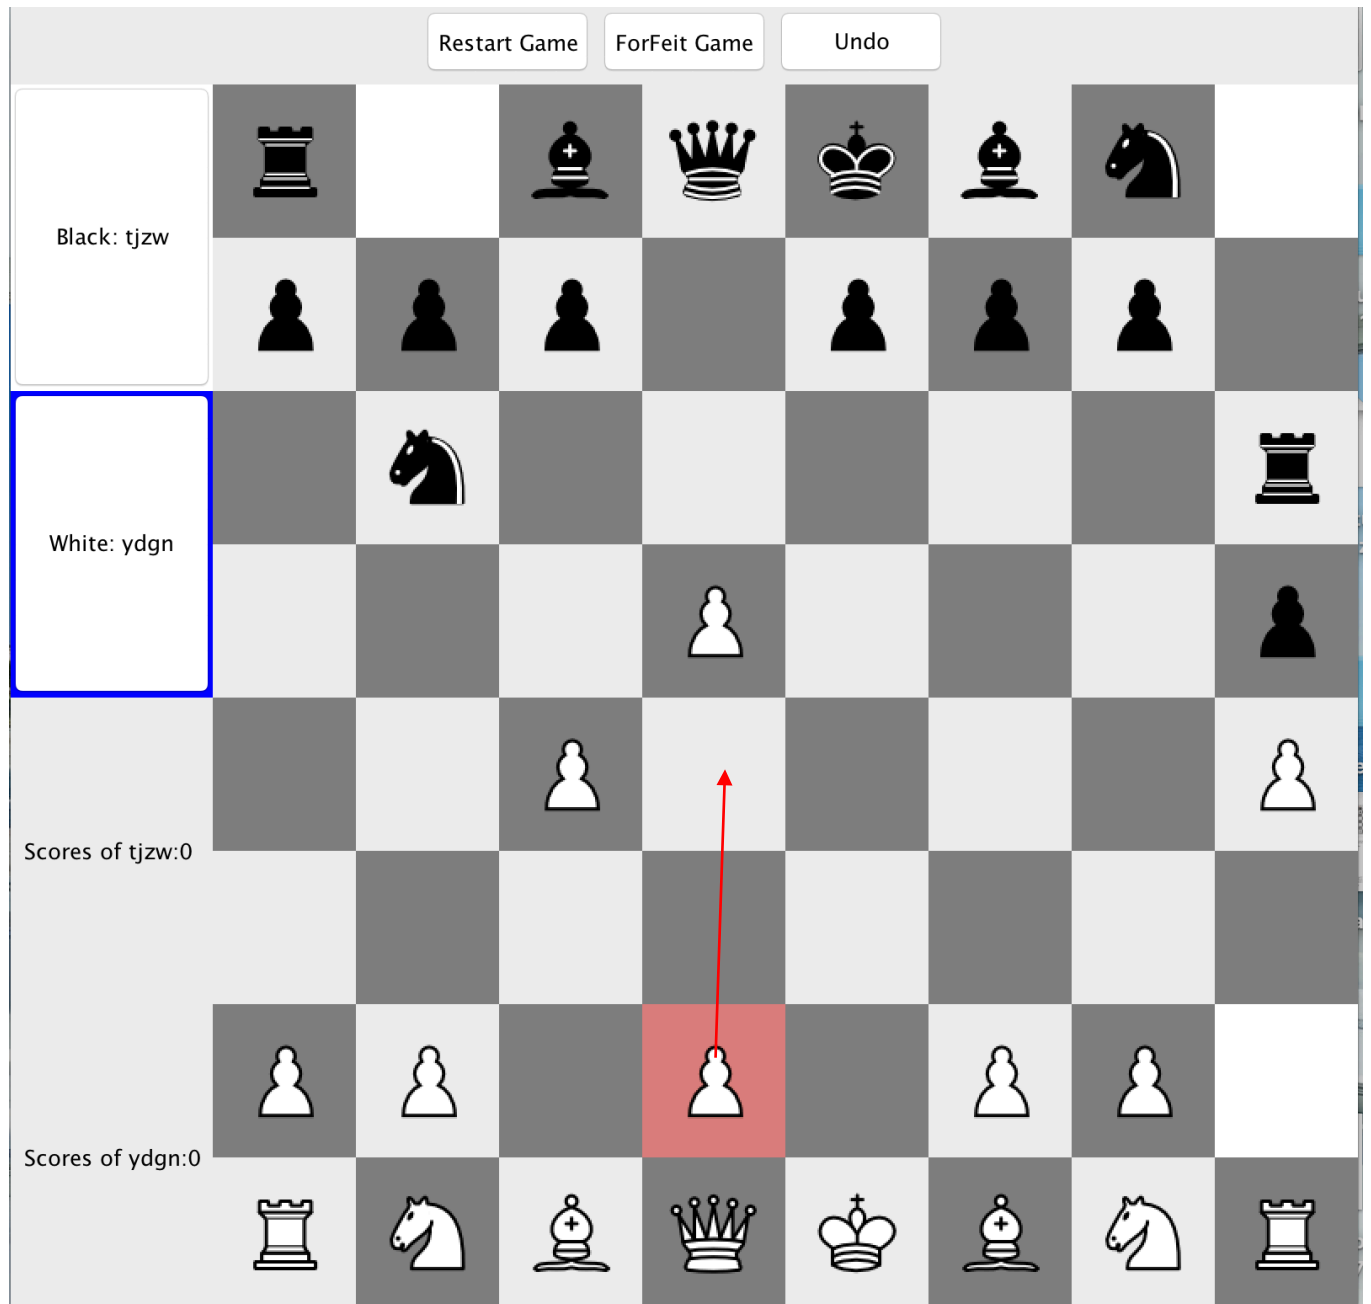 Restart Game
ForFeit Game
Undo
Black: tjzw
White: ydgn
Scores of tjzw:0
Scores of ydgn:0